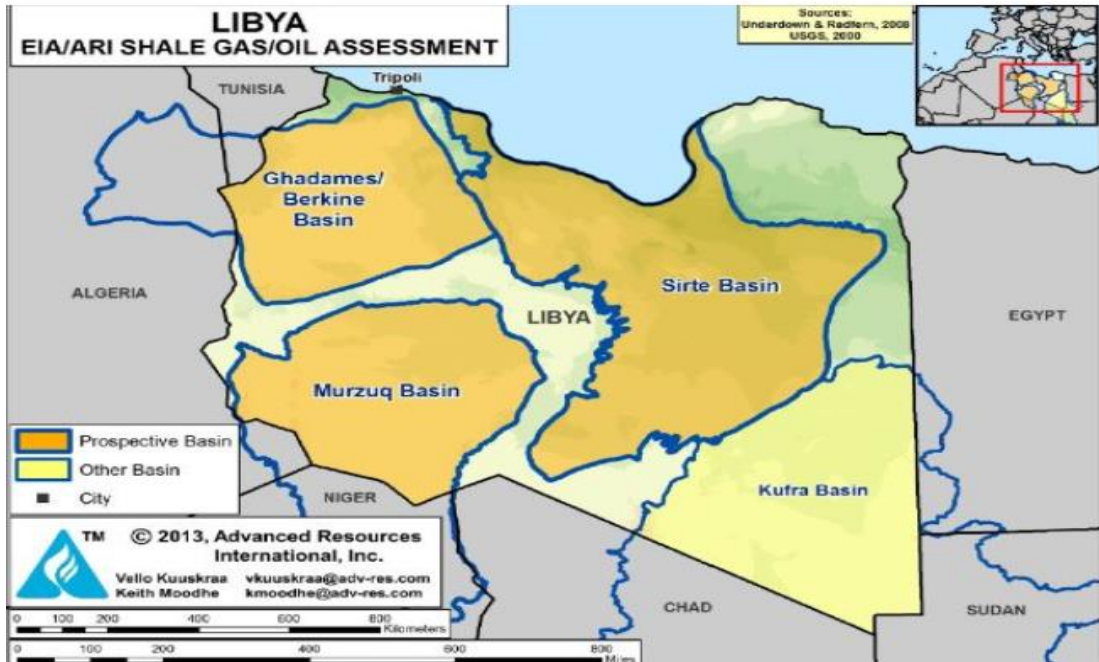 LIBYA
EIA/ARI SHALE GAS/OIL ASSESSMENT
Sources:
Underdown & Redfern, 2008
USGS, 2000
Tripoli
TUNISIA
Ghadames/
Berkine
Basin
ALGERIA
Sirte Basin
LIBYA
EGYPT
Murzuq Basin
Prospective Basin
Other Basin
City
NIGER
Kufra Basin
TM
© 2013, Advanced Resources
International, Inc.
Vello Kuuskraa vkuuskraa@adv-res.com
Keith Moodhe kmoodhe@adv-res.com
CHAD
SUDAN
0 100 200 400 600 800
Kilometers
0 100 200 400 600 800
Miles